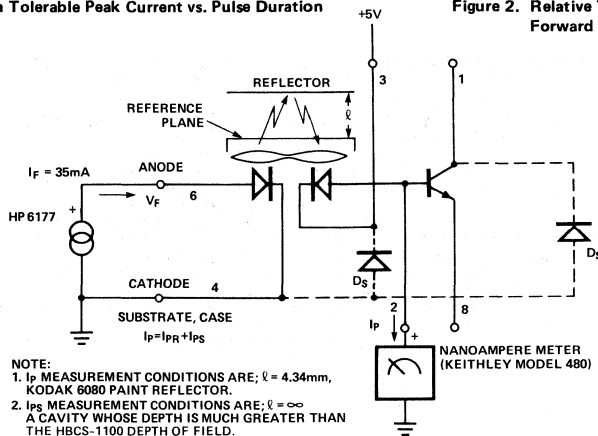 n Tolerable Peak Current vs. Pulse Duration
Figure 2. Relative
Forward
+5V
3
1
REFLECTOR
REFERENCE
PLANE
ℓ
IF = 35mA
ANODE
6
VF
HP 6177
+
DS
DS
CATHODE
4
SUBSTRATE, CASE
IP=IPR+IPS
2
8
IP
+
NANOAMPERE METER
(KEITHLEY MODEL 480)
NOTE:
1. IP MEASUREMENT CONDITIONS ARE; ℓ = 4.34mm,
KODAK 6080 PAINT REFLECTOR.
2. IPS MEASUREMENT CONDITIONS ARE; ℓ = ∞
A CAVITY WHOSE DEPTH IS MUCH GREATER THAN
THE HBCS-1100 DEPTH OF FIELD.